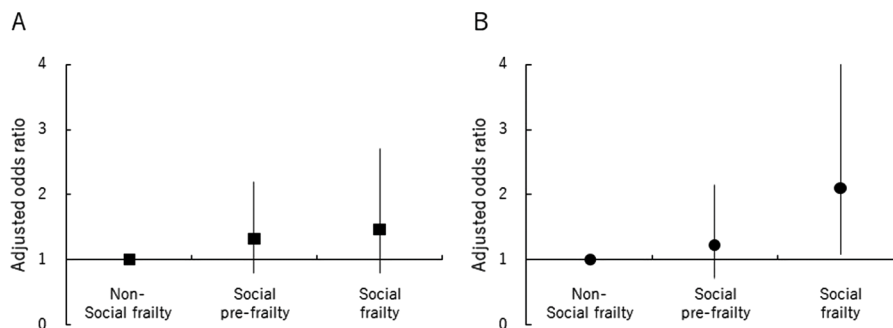 A
B
Adjusted odds ratio
4
3
2
1
0
Non-
Social frailty
Social
pre-frailty
Social
frailty
Adjusted odds ratio
4
3
2
1
0
Non-
Social frailty
Social
pre-frailty
Social
frailty